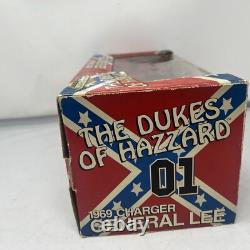 THE DUKES
OF HAZZARD
01
1969 CHARGER
GENERAL LEE